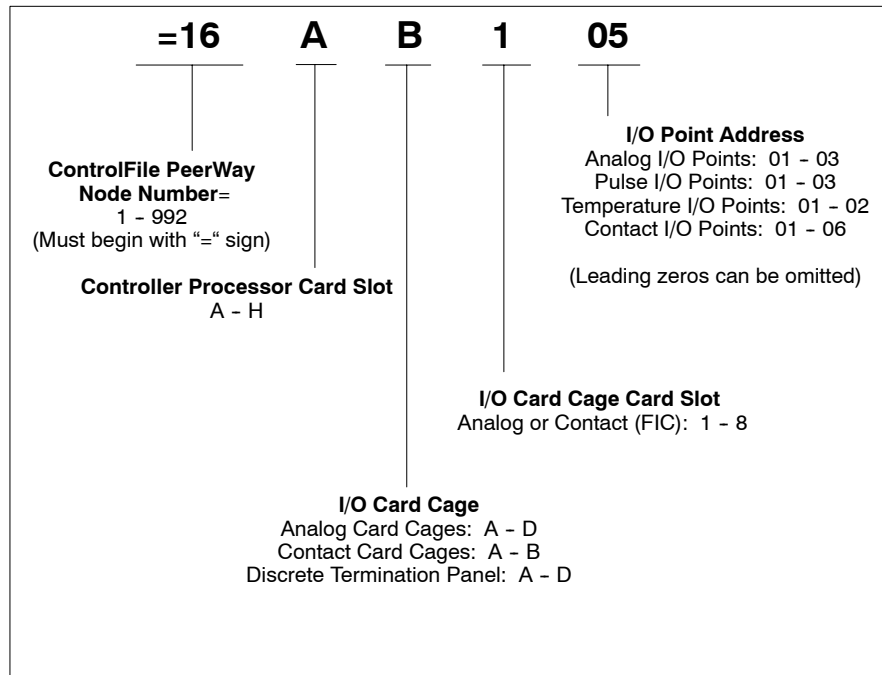 =16 A B 1 05
I/O Point Address
Analog I/O Points: 01 - 03
Pulse I/O Points: 01 - 03
Temperature I/O Points: 01 - 02
Contact I/O Points: 01 - 06
(Leading zeros can be omitted)
ControlFile PeerWay
Node Number=
1 - 992
(Must begin with “=“ sign)
Controller Processor Card Slot
A - H
I/O Card Cage Card Slot
Analog or Contact (FIC): 1 - 8
I/O Card Cage
Analog Card Cages: A - D
Contact Card Cages: A - B
Discrete Termination Panel: A - D